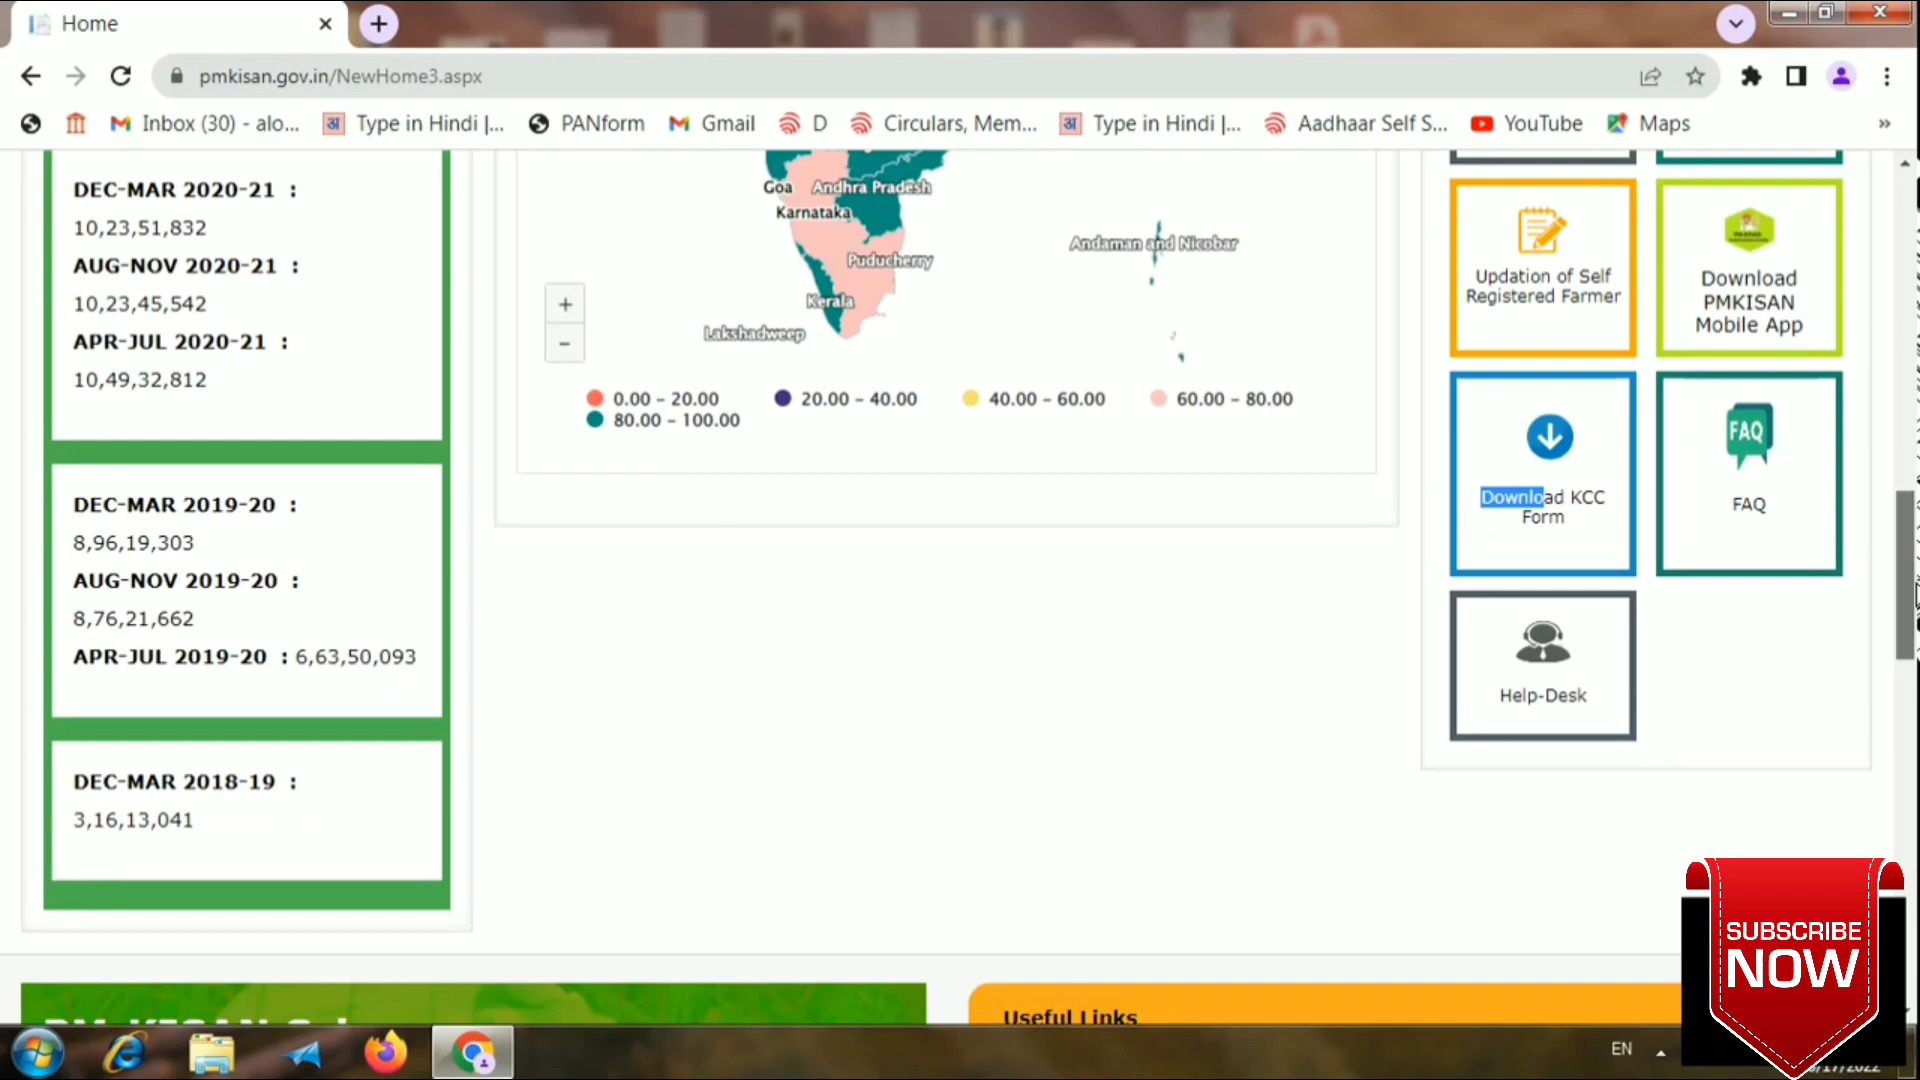 Home
pmkisan.gov.in/NewHome3.aspx
Inbox (30) - alo...
अ
Type in Hindi |...
PANform
Gmail
D
Circulars, Mem...
अ
Type in Hindi |...
Aadhaar Self S...
YouTube
Maps
»
DEC-MAR 2020-21 :
10,23,51,832
AUG-NOV 2020-21 :
10,23,45,542
APR-JUL 2020-21 :
10,49,32,812
DEC-MAR 2019-20 :
8,96,19,303
AUG-NOV 2019-20 :
8,76,21,662
APR-JUL 2019-20 : 6,63,50,093
DEC-MAR 2018-19 :
3,16,13,041
Goa
Andhra Pradesh
Karnataka
Puducherry
Kerala
Lakshadweep
Andaman and Nicobar
+
−
0.00 – 20.00
20.00 – 40.00
40.00 – 60.00
60.00 – 80.00
80.00 – 100.00
Updation of Self
Registered Farmer
Download
PMKISAN
Mobile App
Download KCC
Form
FAQ
FAQ
Help-Desk
Useful Links
SUBSCRIBE
NOW
EN